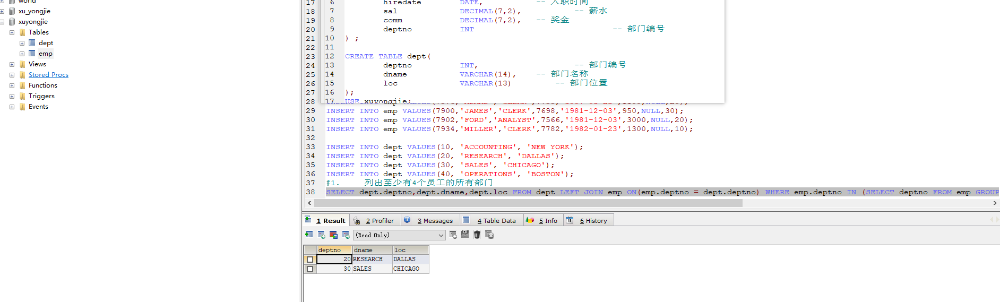 world
xu_yongjie
xuyongjie
Tables
dept
emp
Views
Stored Procs
Functions
Triggers
Events
17 6 hiredate DATE, -- 入职时间
18 7 sal DECIMAL(7,2), -- 薪水
19 8 comm DECIMAL(7,2), -- 奖金
20 9 deptno INT -- 部门编号
21 10 ) ;
22 11
23 12 CREATE TABLE dept(
24 13 deptno INT, -- 部门编号
25 14 dname VARCHAR(14), -- 部门名称
26 15 loc VARCHAR(13) -- 部门位置
27 16 );
28 17 USE xuyongjie;
29 INSERT INTO emp VALUES(7900,'JAMES','CLERK',7698,'1981-12-03',950,NULL,30);
30 INSERT INTO emp VALUES(7902,'FORD','ANALYST',7566,'1981-12-03',3000,NULL,20);
31 INSERT INTO emp VALUES(7934,'MILLER','CLERK',7782,'1982-01-23',1300,NULL,10);
32
33 INSERT INTO dept VALUES(10, 'ACCOUNTING', 'NEW YORK');
34 INSERT INTO dept VALUES(20, 'RESEARCH', 'DALLAS');
35 INSERT INTO dept VALUES(30, 'SALES', 'CHICAGO');
36 INSERT INTO dept VALUES(40, 'OPERATIONS', 'BOSTON');
37 #1. 列出至少有4个员工的所有部门
38 SELECT dept.deptno,dept.dname,dept.loc FROM dept LEFT JOIN emp ON(emp.deptno = dept.deptno) WHERE emp.deptno IN (SELECT deptno FROM emp GROUP
1 Result 2 Profiler 3 Messages 4 Table Data 5 Info 6 History
(Read Only)
deptno dname loc
20 RESEARCH DALLAS
30 SALES CHICAGO